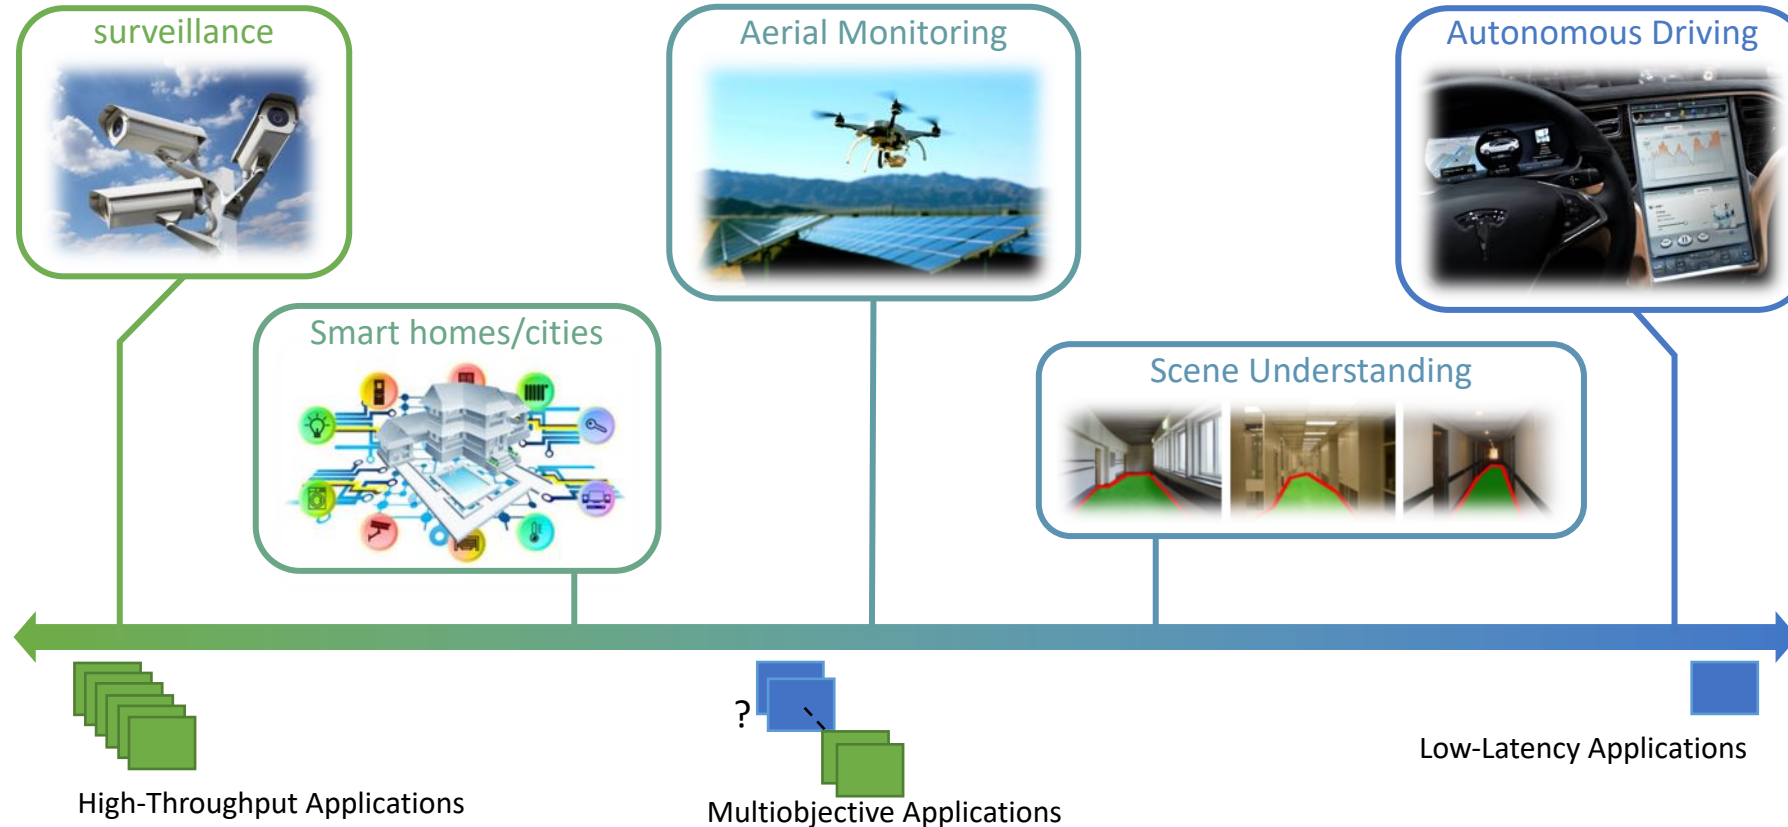 surveillance
Aerial Monitoring
Autonomous Driving
Smart homes/cities
Scene Understanding
?
High-Throughput Applications
Multiobjective Applications
Low-Latency Applications